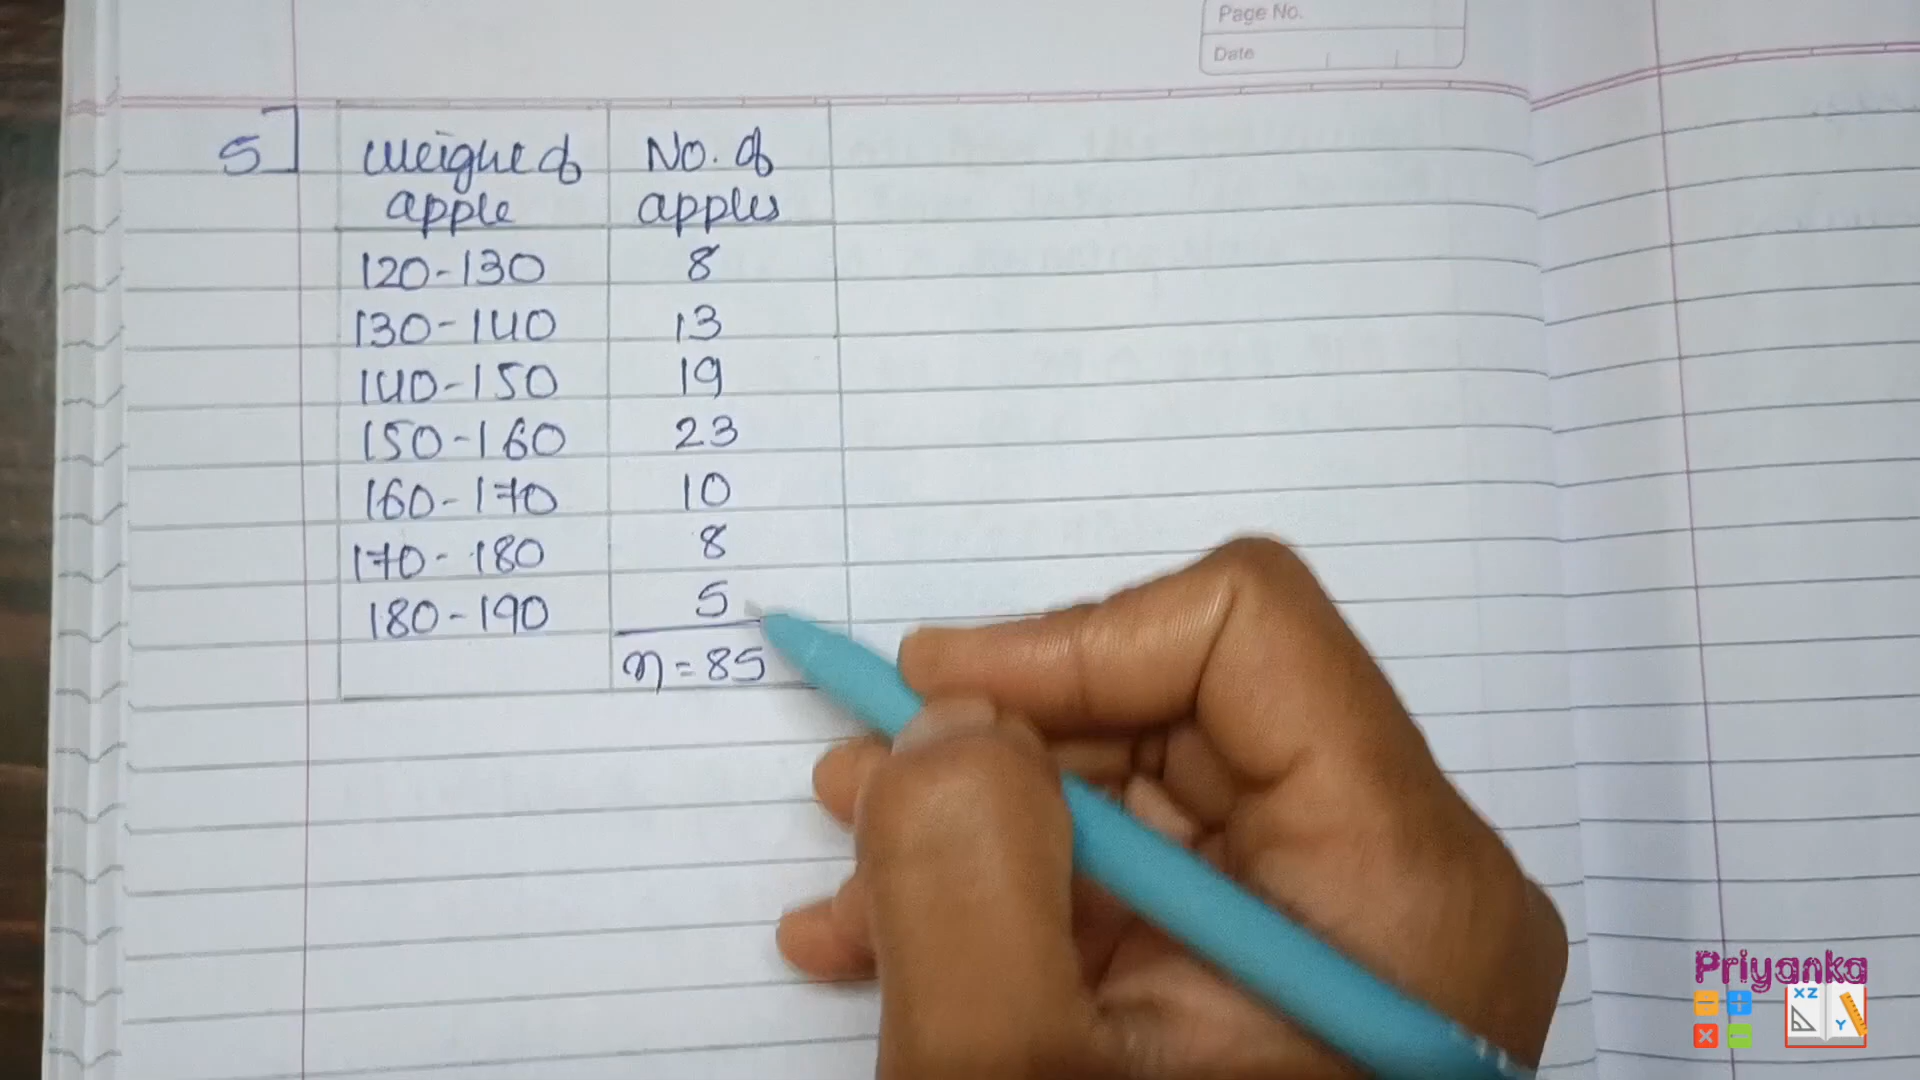 Page No.
Date
5]
Weight of No. of
apple apples
120-130 8
130-140 13
140-150 19
150-160 23
160-170 10
170-180 8
180-190 5
n=85
Priyanka
XZ
Y